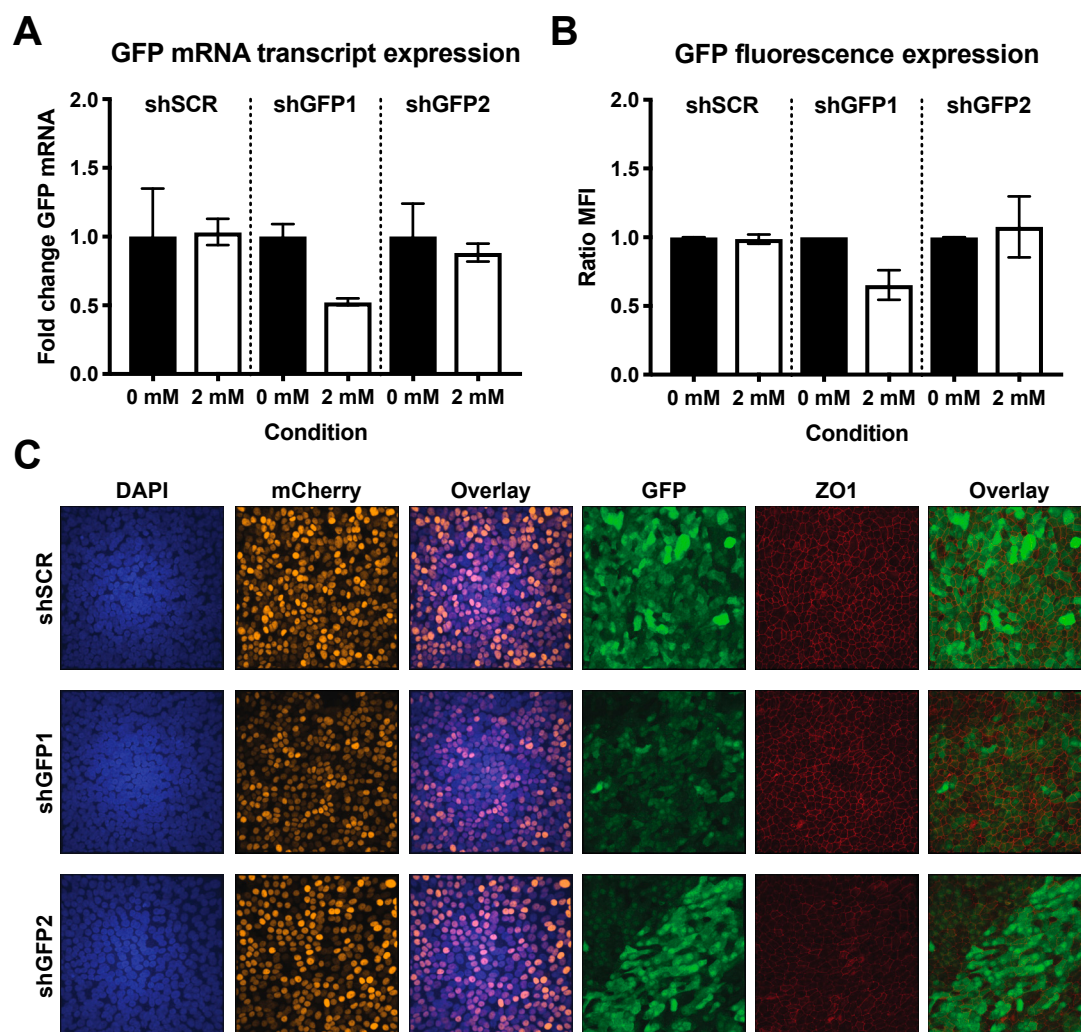 A
GFP mRNA transcript expression
Fold change GFP mRNA
2.0
1.5
1.0
0.5
0.0
shSCR shGFP1 shGFP2
0 mM 2 mM 0 mM 2 mM 0 mM 2 mM
Condition
B
GFP fluorescence expression
Ratio MFI
2.0
1.5
1.0
0.5
0.0
shSCR shGFP1 shGFP2
0 mM 2 mM 0 mM 2 mM 0 mM 2 mM
Condition
C
DAPI mCherry Overlay GFP ZO1 Overlay
shSCR
shGFP1
shGFP2